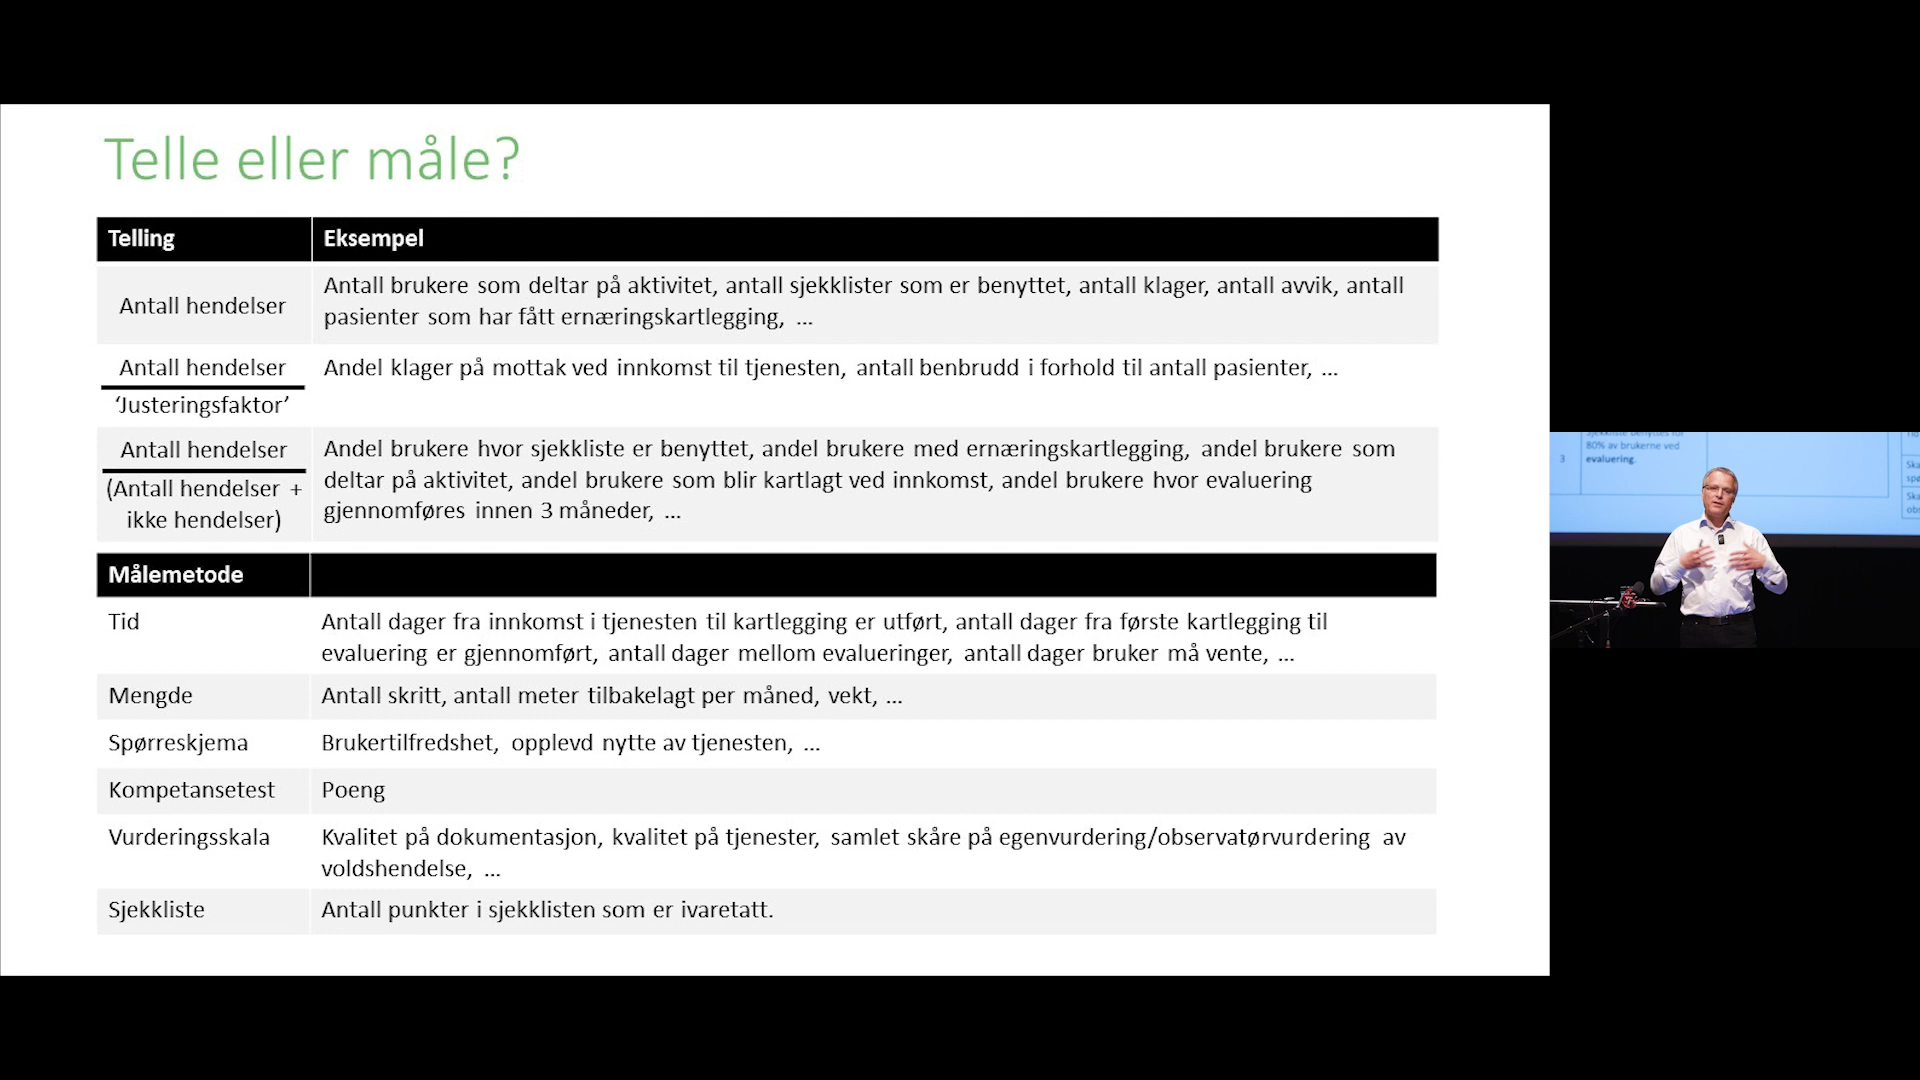 Telle eller måle?
Telling
Eksempel
Antall hendelser
Antall brukere som deltar på aktivitet, antall sjekklister som er benyttet, antall klager, antall avvik, antall
pasienter som har fått ernæringskartlegging, ...
Antall hendelser
'Justeringsfaktor'
Andel klager på mottak ved innkomst til tjenesten, antall benbrudd i forhold til antall pasienter, ...
Antall hendelser
(Antall hendelser +
ikke hendelser)
Andel brukere hvor sjekkliste er benyttet, andel brukere med ernæringskartlegging, andel brukere som
deltar på aktivitet, andel brukere som blir kartlagt ved innkomst, andel brukere hvor evaluering
gjennomføres innen 3 måneder, ...
Målemetode
Tid
Antall dager fra innkomst i tjenesten til kartlegging er utført, antall dager fra første kartlegging til
evaluering er gjennomført, antall dager mellom evalueringer, antall dager bruker må vente, ...
Mengde
Antall skritt, antall meter tilbakelagt per måned, vekt, ...
Spørreskjema
Brukertilfredshet, opplevd nytte av tjenesten, ...
Kompetansetest
Poeng
Vurderingsskala
Kvalitet på dokumentasjon, kvalitet på tjenester, samlet skåre på egenvurdering/observatørvurdering av
voldshendelse, ...
Sjekkliste
Antall punkter i sjekklisten som er ivaretatt.
3
80% av brukerne ved
evaluering.